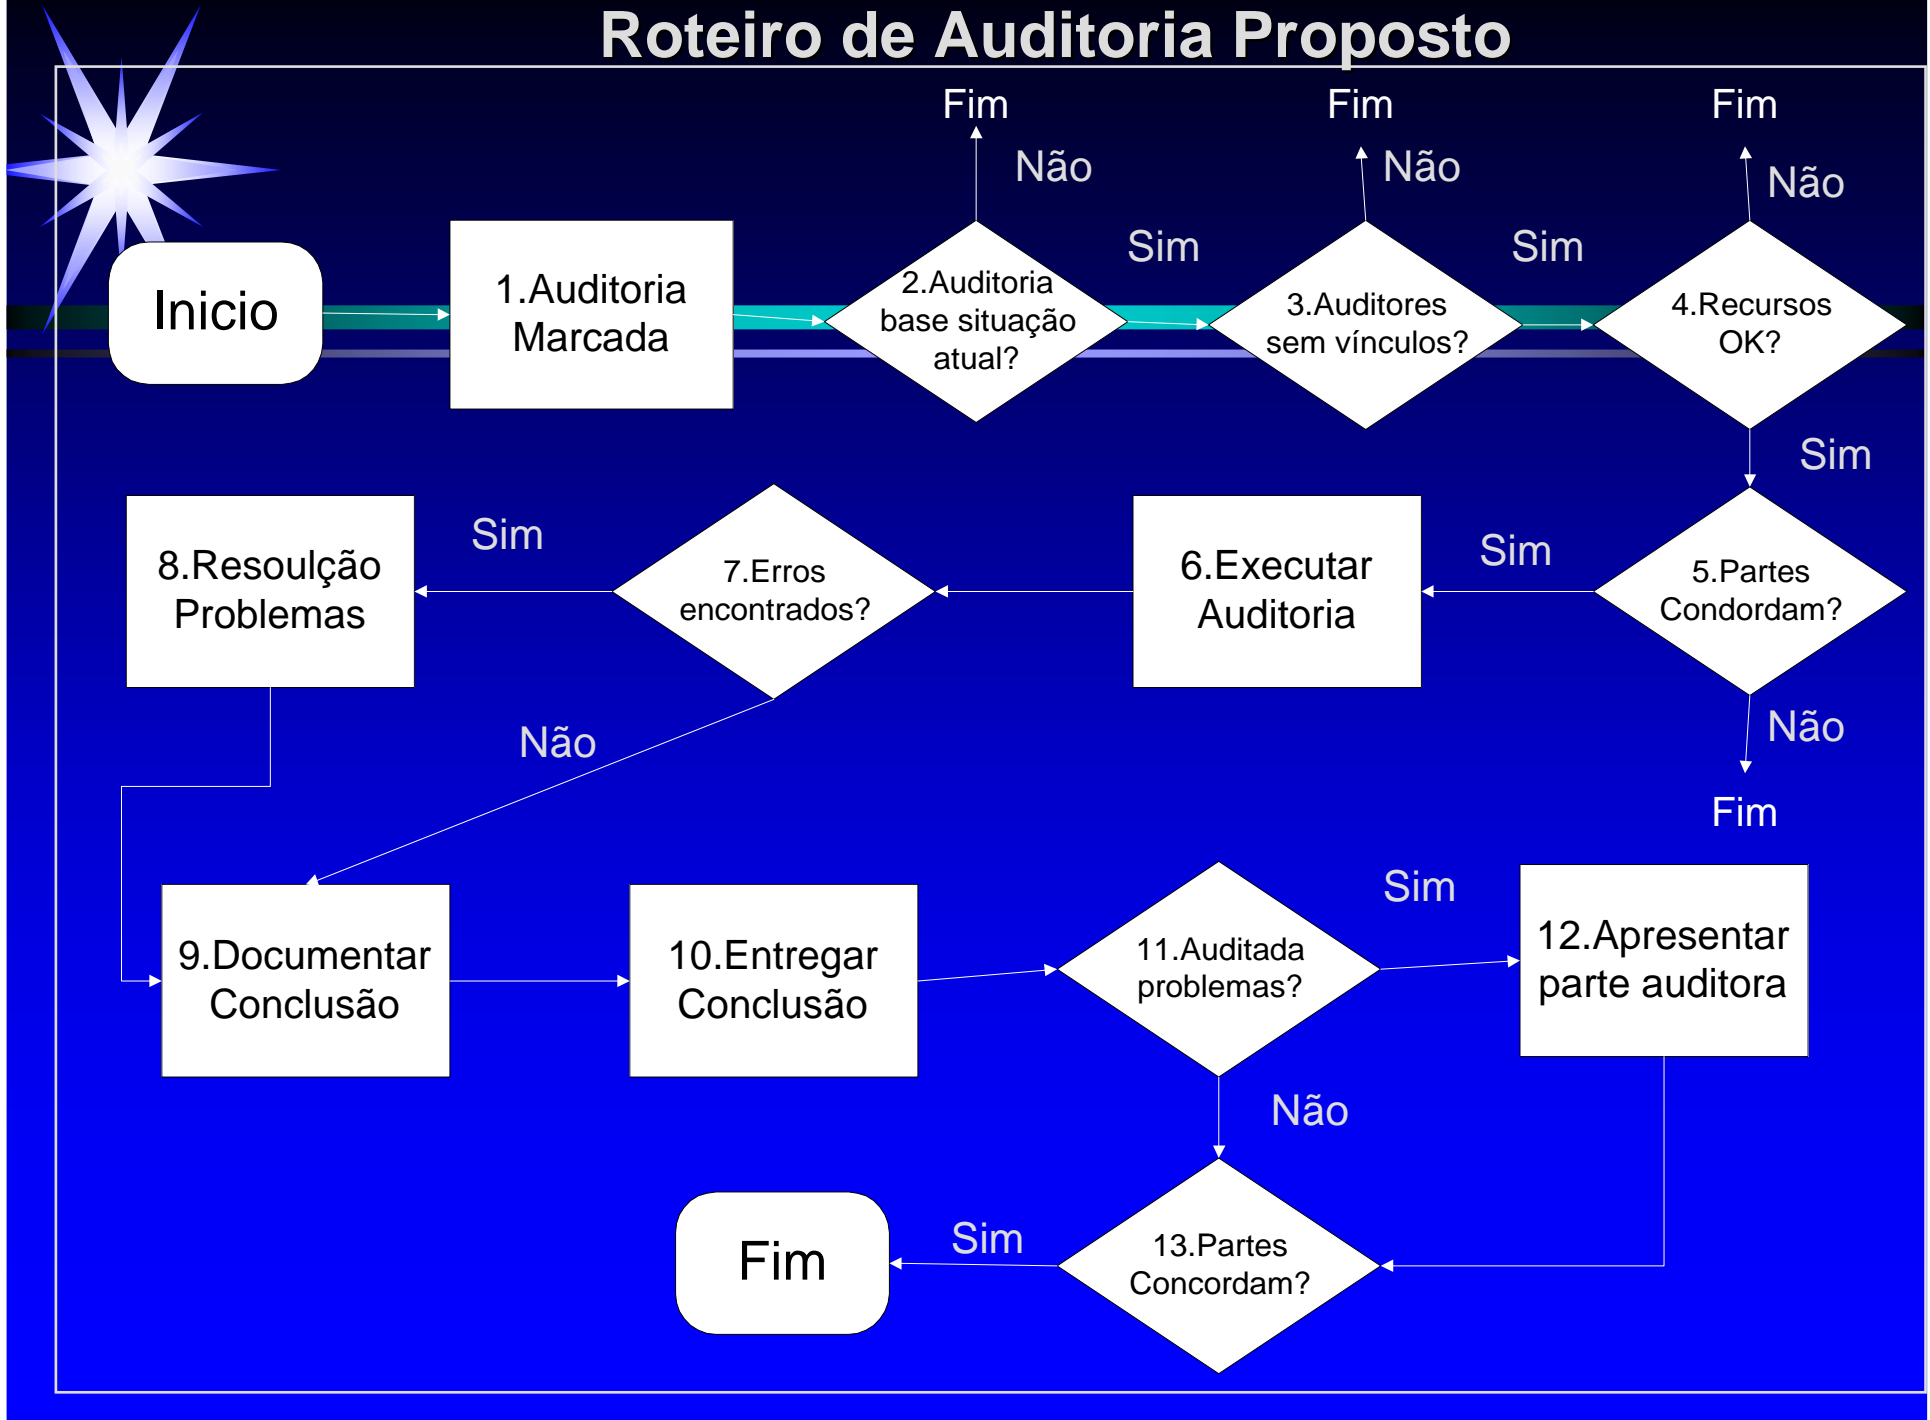 Roteiro de Auditoria Proposto
Fim
Fim
Fim
Não
Não
Não
Sim
Sim
Inicio
1.Auditoria
Marcada
2.Auditoria
base situação
atual?
3.Auditores
sem vínculos?
4.Recursos
OK?
Sim
8.Resoulção
Problemas
Sim
7.Erros
encontrados?
6.Executar
Auditoria
Sim
5.Partes
Condordam?
Não
Não
Fim
9.Documentar
Conclusão
10.Entregar
Conclusão
11.Auditada
problemas?
Sim
12.Apresentar
parte auditora
Não
Fim
Sim
13.Partes
Concordam?